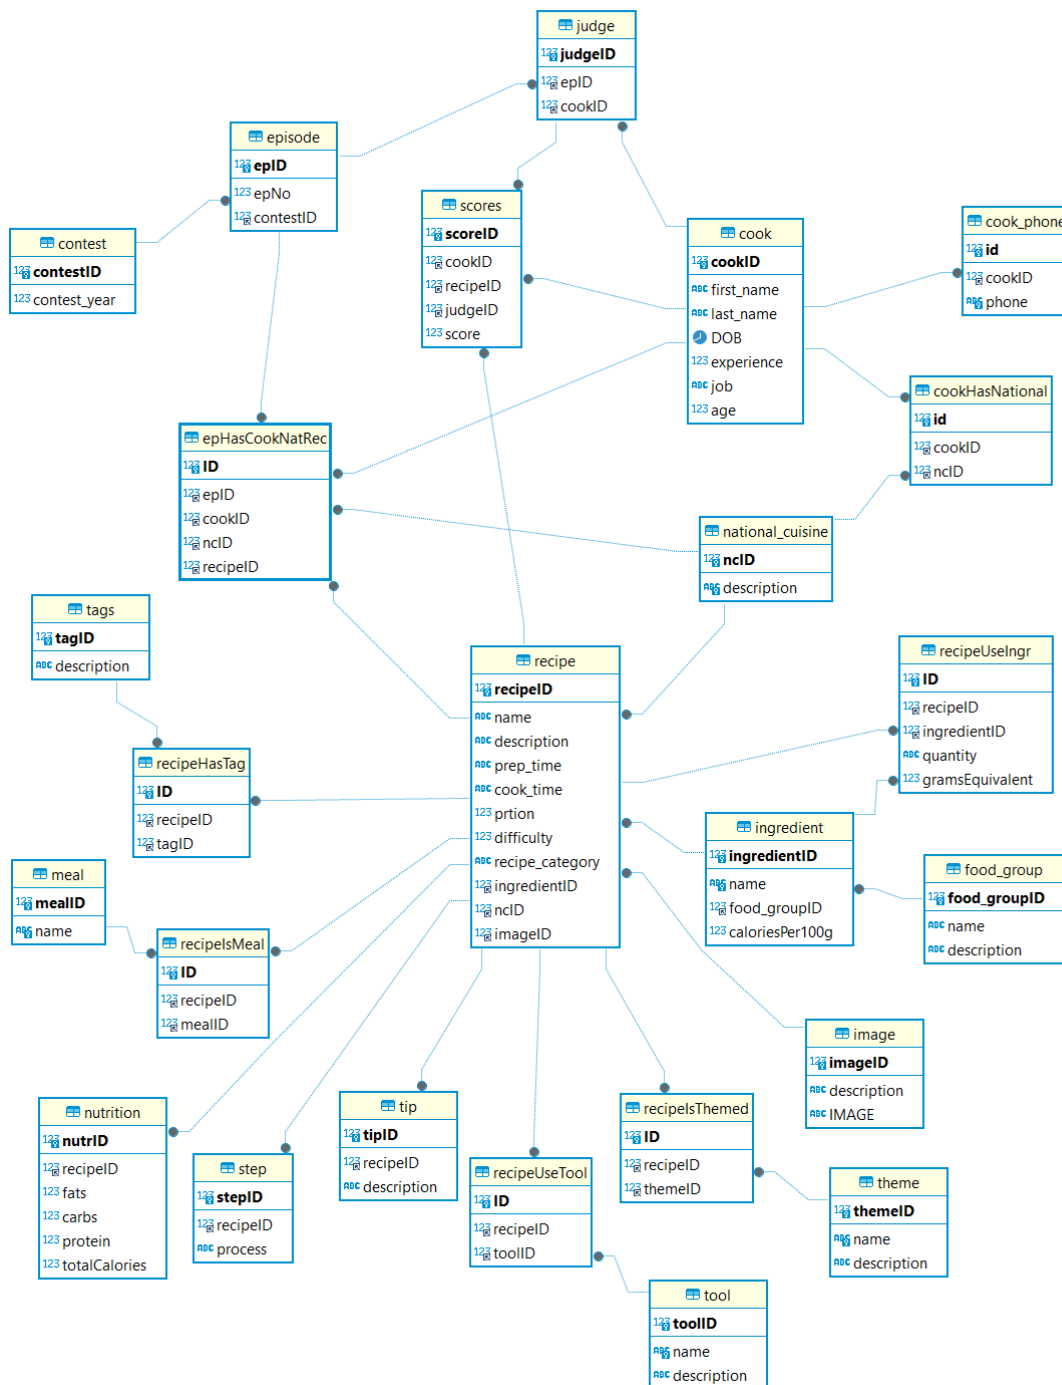 judge
judgeID
epID
cookID
episode
epID
epNo
contestID
contest
contestID
contest_year
scores
scoreID
cookID
recipeID
judgeID
score
cook
cookID
first_name
last_name
DOB
experience
job
age
cook_phone
id
cookID
phone
cookHasNational
id
cookID
ncID
epHasCookNatRec
ID
epID
cookID
ncID
recipeID
national_cuisine
ncID
description
tags
tagID
description
recipe
recipeID
name
description
prep_time
cook_time
prtion
difficulty
recipe_category
ingredientID
ncID
imageID
recipeUseIngr
ID
recipeID
ingredientID
quantity
gramsEquivalent
recipeHasTag
ID
recipeID
tagID
ingredient
ingredientID
name
food_groupID
caloriesPer100g
food_group
food_groupID
name
description
meal
mealID
name
recipeIsMeal
ID
recipeID
mealID
image
imageID
description
IMAGE
nutrition
nutrID
recipeID
fats
carbs
protein
totalCalories
step
stepID
recipeID
process
tip
tipID
recipeID
description
recipeUseTool
ID
recipeID
toolID
recipeIsThemed
ID
recipeID
themeID
theme
themeID
name
description
tool
toolID
name
description